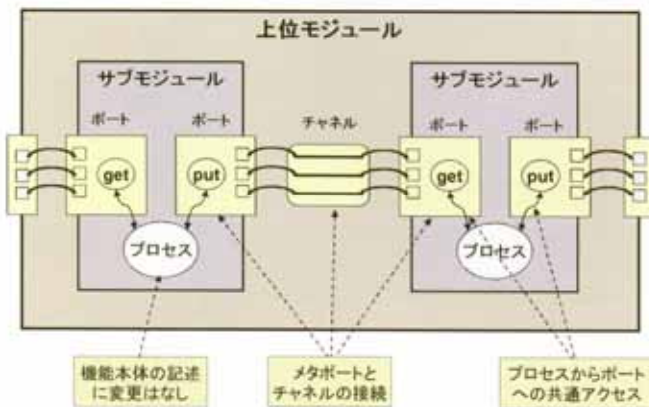 上位モジュール
サブモジュール
サブモジュール
ポート
ポート
チャネル
ポート
ポート
get
put
get
put
プロセス
プロセス
機能本体の記述
に変更はなし
メタポートと
チャネルの接続
プロセスからポート
への共通アクセス